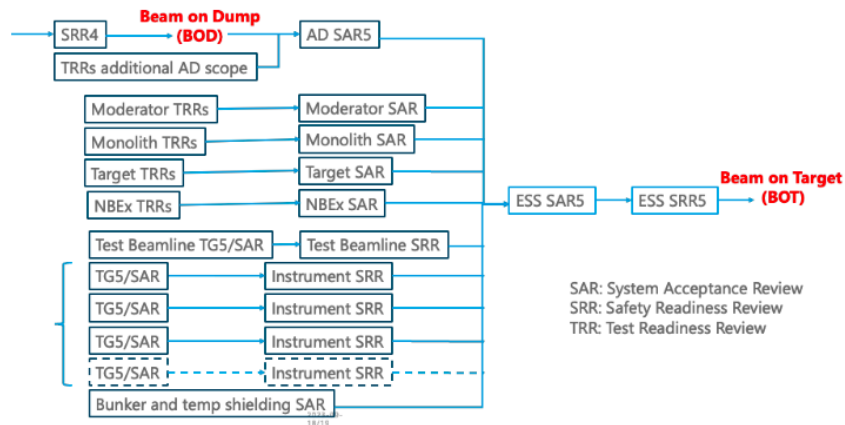 SRR4
Beam on Dump
(BOD)
AD SAR5
TRRs additional AD scope
Moderator TRRs
Moderator SAR
Monolith TRRs
Monolith SAR
Target TRRs
Target SAR
NBEx TRRs
NBEx SAR
ESS SAR5
ESS SRR5
Beam on Target
(BOT)
Test Beamline TG5/SAR
Test Beamline SRR
TG5/SAR
Instrument SRR
TG5/SAR
Instrument SRR
TG5/SAR
Instrument SRR
TG5/SAR
Instrument SRR
Bunker and temp shielding SAR
SAR: System Acceptance Review
SRR: Safety Readiness Review
TRR: Test Readiness Review